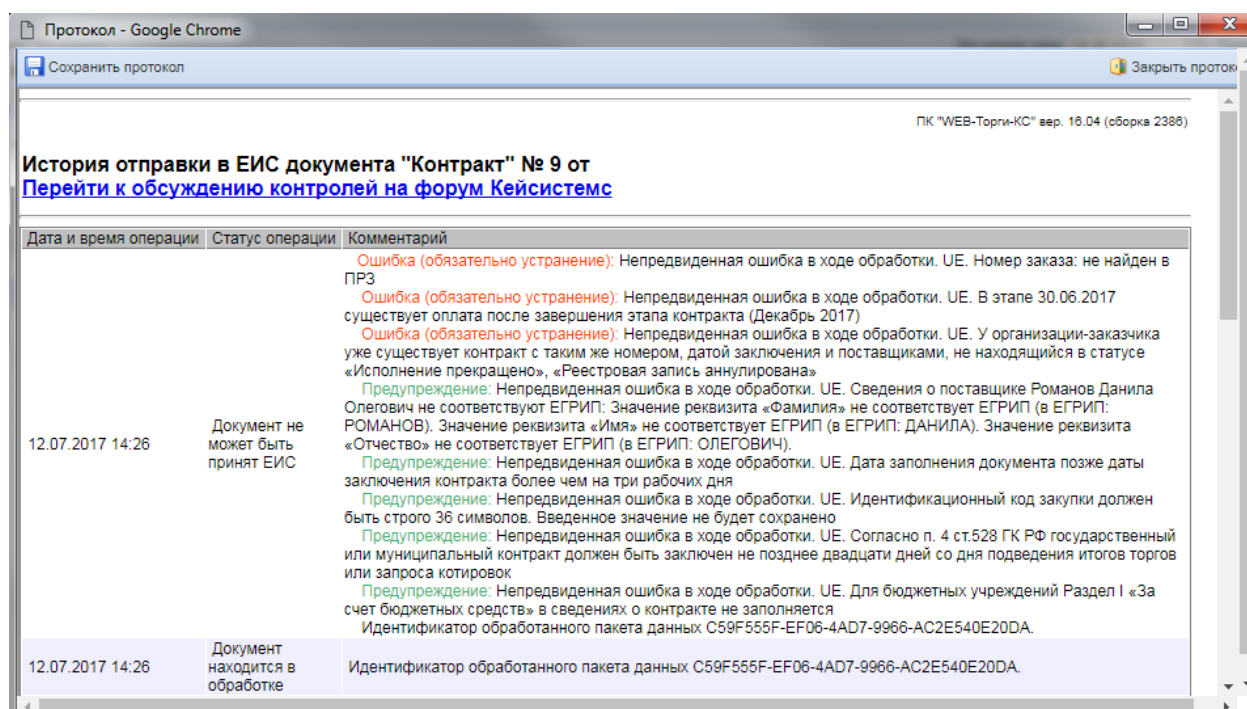 Протокол - Google Chrome
Сохранить протокол
Закрыть проток
ПК "WEB-Торги-КС" вер. 16.04 (сборка 2386)
История отправки в ЕИС документа "Контракт" № 9 от
Перейти к обсуждению контролей на форум Кейсистемс
Дата и время операции Статус операции Комментарий
12.07.2017 14:26
Документ не
может быть
принят ЕИС
Ошибка (обязательно устранение): Непредвиденная ошибка в ходе обработки. UE. Номер заказа: не найден в
ПРЗ
Ошибка (обязательно устранение): Непредвиденная ошибка в ходе обработки. UE. В этапе 30.06.2017
существует оплата после завершения этапа контракта (Декабрь 2017)
Ошибка (обязательно устранение): Непредвиденная ошибка в ходе обработки. UE. У организации-заказчика
уже существует контракт с таким же номером, датой заключения и поставщиками, не находящийся в статусе
«Исполнение прекращено», «Реестровая запись аннулирована»
Предупреждение: Непредвиденная ошибка в ходе обработки. UE. Сведения о поставщике Романов Данила
Олегович не соответствуют ЕГРИП: Значение реквизита «Фамилия» не соответствует ЕГРИП (в ЕГРИП:
РОМАНОВ). Значение реквизита «Имя» не соответствует ЕГРИП (в ЕГРИП: ДАНИЛА). Значение реквизита
«Отчество» не соответствует ЕГРИП (в ЕГРИП: ОЛЕГОВИЧ).
Предупреждение: Непредвиденная ошибка в ходе обработки. UE. Дата заполнения документа позже даты
заключения контракта более чем на три рабочих дня
Предупреждение: Непредвиденная ошибка в ходе обработки. UE. Идентификационный код закупки должен
быть строго 36 символов. Введенное значение не будет сохранено
Предупреждение: Непредвиденная ошибка в ходе обработки. UE. Согласно п. 4 ст.528 ГК РФ государственный
или муниципальный контракт должен быть заключен не позднее двадцати дней со дня подведения итогов торгов
или запроса котировок
Предупреждение: Непредвиденная ошибка в ходе обработки. UE. Для бюджетных учреждений Раздел I «За
счет бюджетных средств» в сведениях о контракте не заполняется
Идентификатор обработанного пакета данных C59F555F-EF06-4AD7-9966-AC2E540E20DA.
12.07.2017 14:26
Документ
находится в
обработке
Идентификатор обработанного пакета данных C59F555F-EF06-4AD7-9966-AC2E540E20DA.